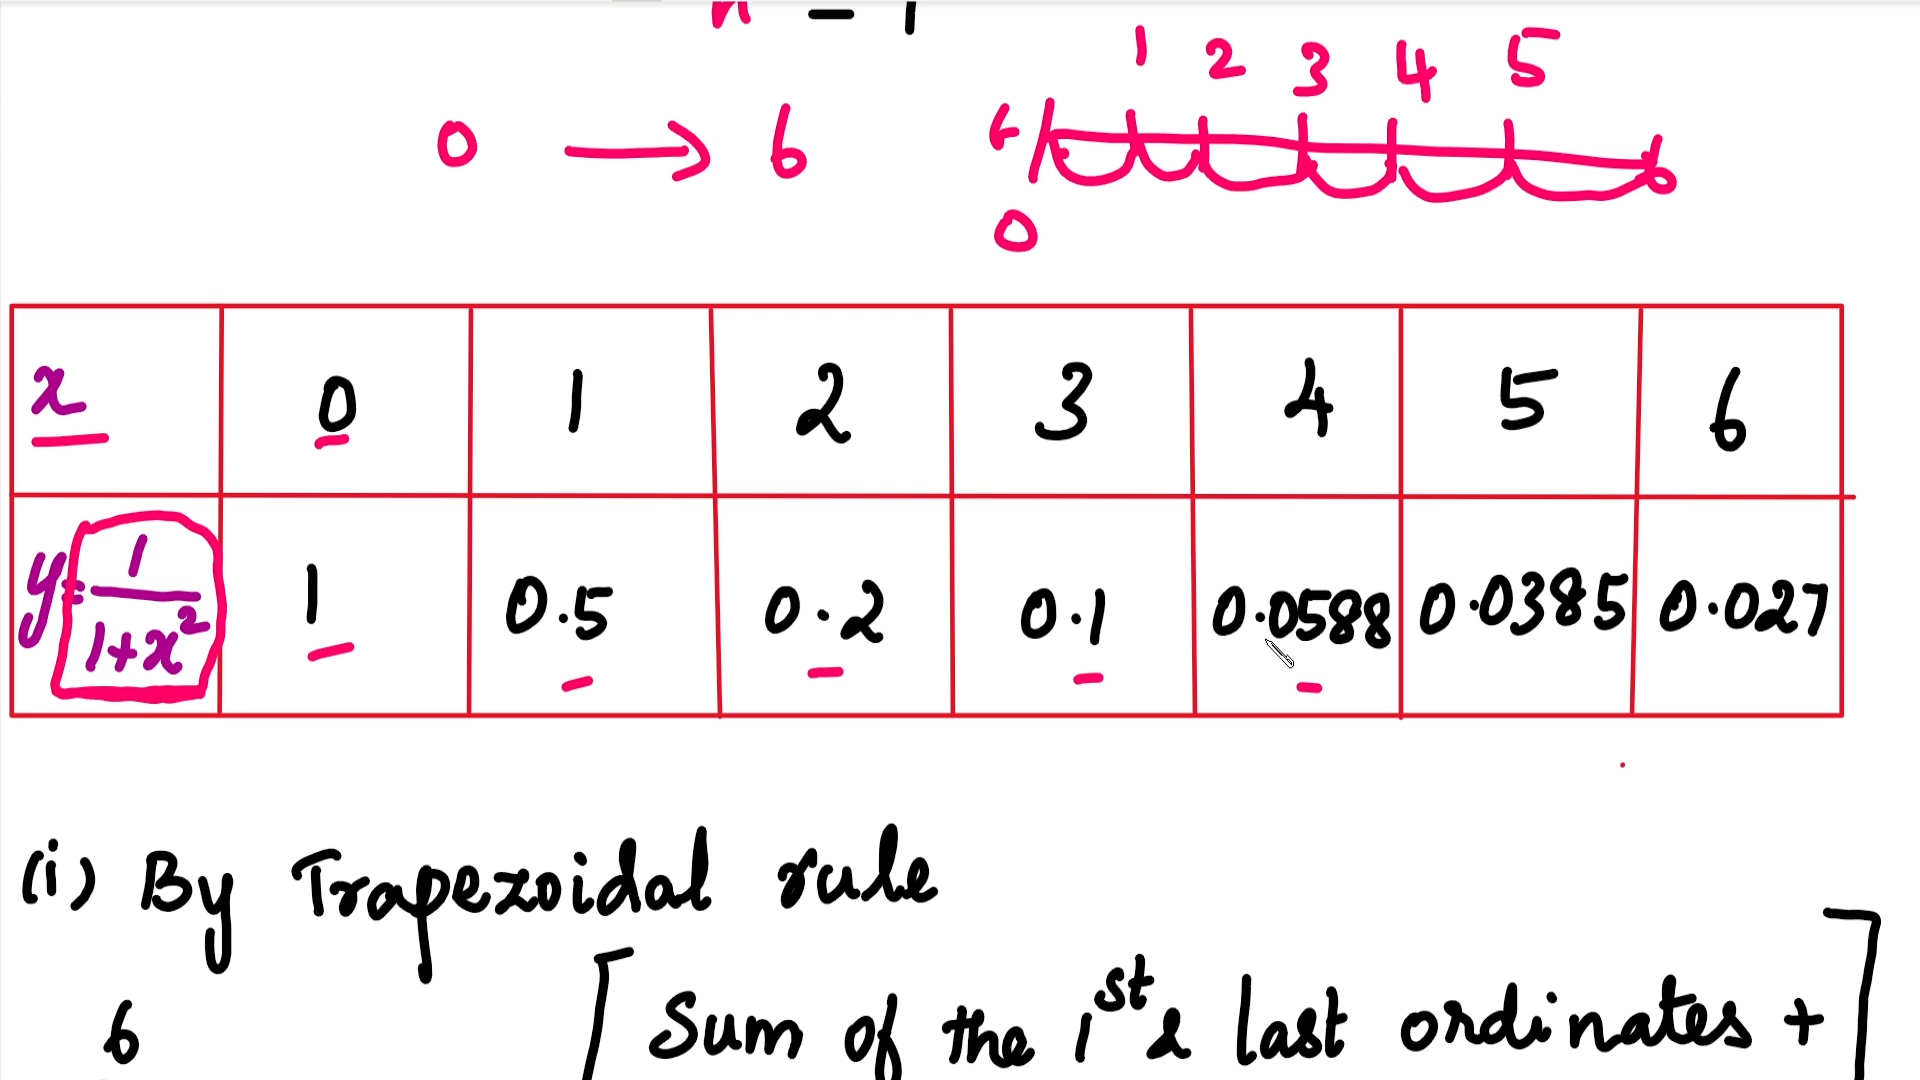 1 2 3 4 5
0 → 6 6
0
x 0 1 2 3 4 5 6
y = 1/(1+x²) 1 0.5 0.2 0.1 0.0588 0.0385 0.027
(i) By Trapezoidal rule
6 [ Sum of the 1st & last ordinates + ]